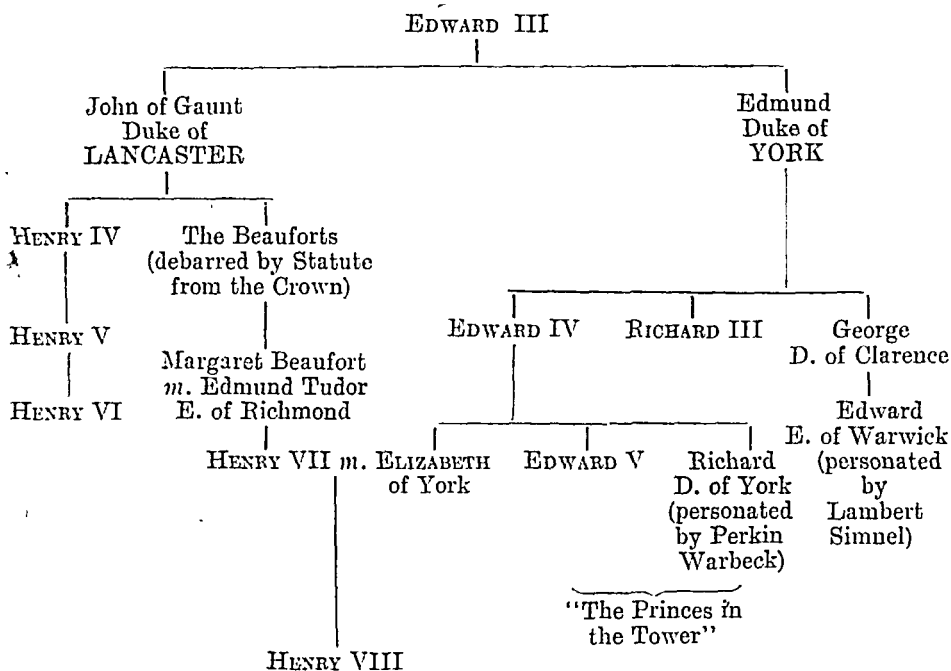 EDWARD III
John of Gaunt
Duke of
LANCASTER
Edmund
Duke of
YORK
HENRY IV
The Beauforts
(debarred by Statute
from the Crown)
HENRY V
Margaret Beaufort
m. Edmund Tudor
E. of Richmond
HENRY VI
EDWARD IV
RICHARD III
George
D. of Clarence
Edward
E. of Warwick
(personated
by
Lambert
Simnel)
HENRY VII m. ELIZABETH
of York
EDWARD V
Richard
D. of York
(personated
by Perkin
Warbeck)
"The Princes in
the Tower"
HENRY VIII